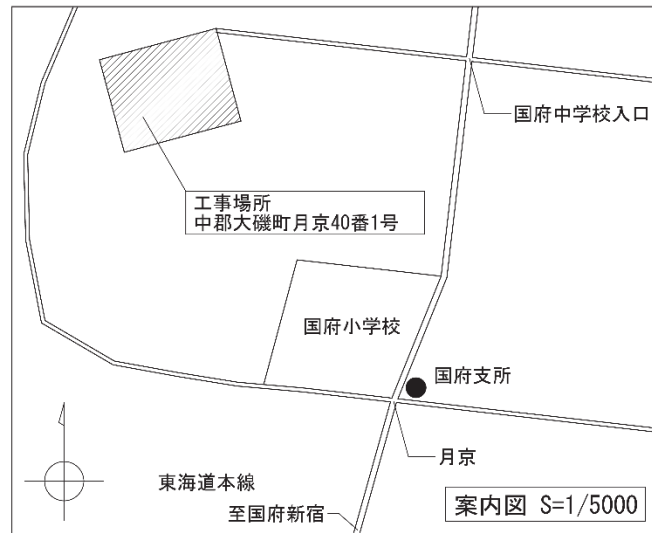 国府中学校入口
工事場所
中郡大磯町月京40番1号
国府小学校
国府支所
月京
東海道本線
至国府新宿
案内図 S=1/5000